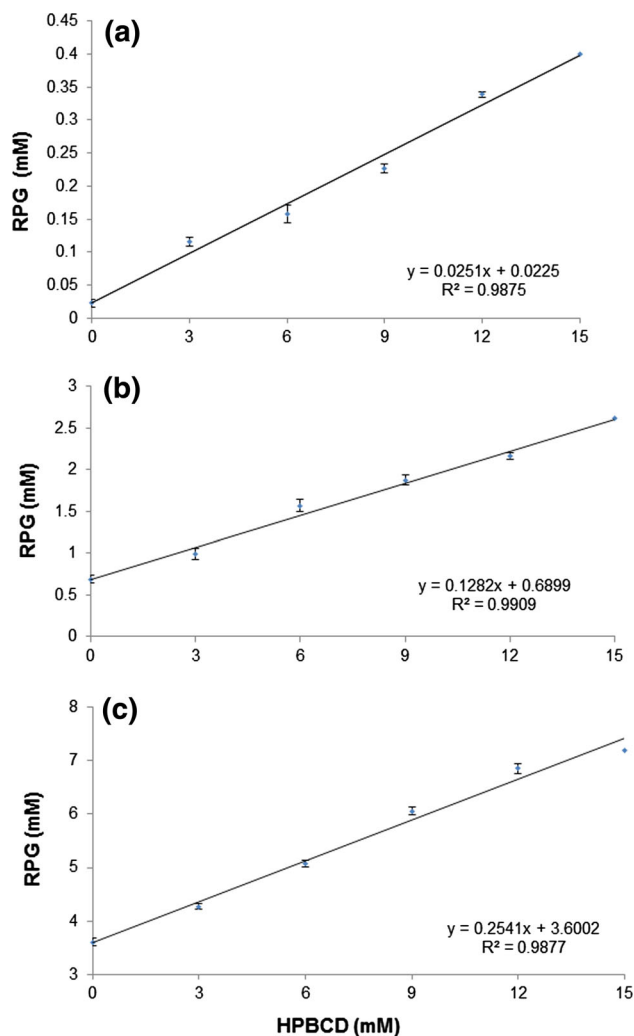 (a)
0.45
0.4
0.35
0.3
0.25
0.2
0.15
0.1
0.05
0
RPG (mM)
y = 0.0251x + 0.0225
R² = 0.9875
0 3 6 9 12 15
(b)
3
2.5
2
1.5
1
0.5
0
RPG (mM)
y = 0.1282x + 0.6899
R² = 0.9909
0 3 6 9 12 15
(c)
8
7
6
5
4
3
RPG (mM)
y = 0.2541x + 3.6002
R² = 0.9877
0 3 6 9 12 15
HPBCD (mM)